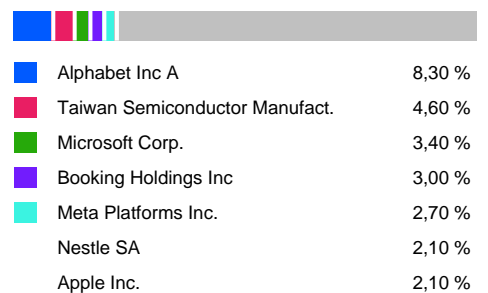 Alphabet Inc A 8,30 %
Taiwan Semiconductor Manufact. 4,60 %
Microsoft Corp. 3,40 %
Booking Holdings Inc 3,00 %
Meta Platforms Inc. 2,70 %
Nestle SA 2,10 %
Apple Inc. 2,10 %